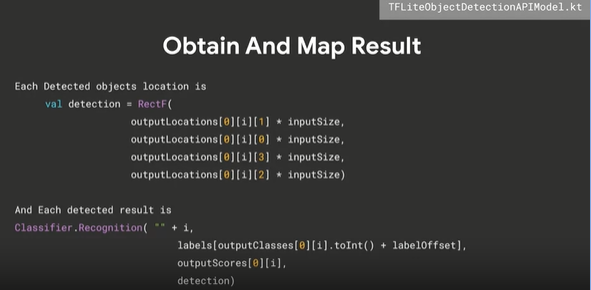 TFLiteObjectDetectionAPIModel.kt
Obtain And Map Result
Each Detected objects location is
val detection = RectF(
outputLocations[0][i][1] * inputSize,
outputLocations[0][i][0] * inputSize,
outputLocations[0][i][3] * inputSize,
outputLocations[0][i][2] * inputSize)
And Each detected result is
Classifier.Recognition( "" + i,
labels[outputClasses[0][i].toInt() + labelOffset],
outputScores[0][i],
detection)